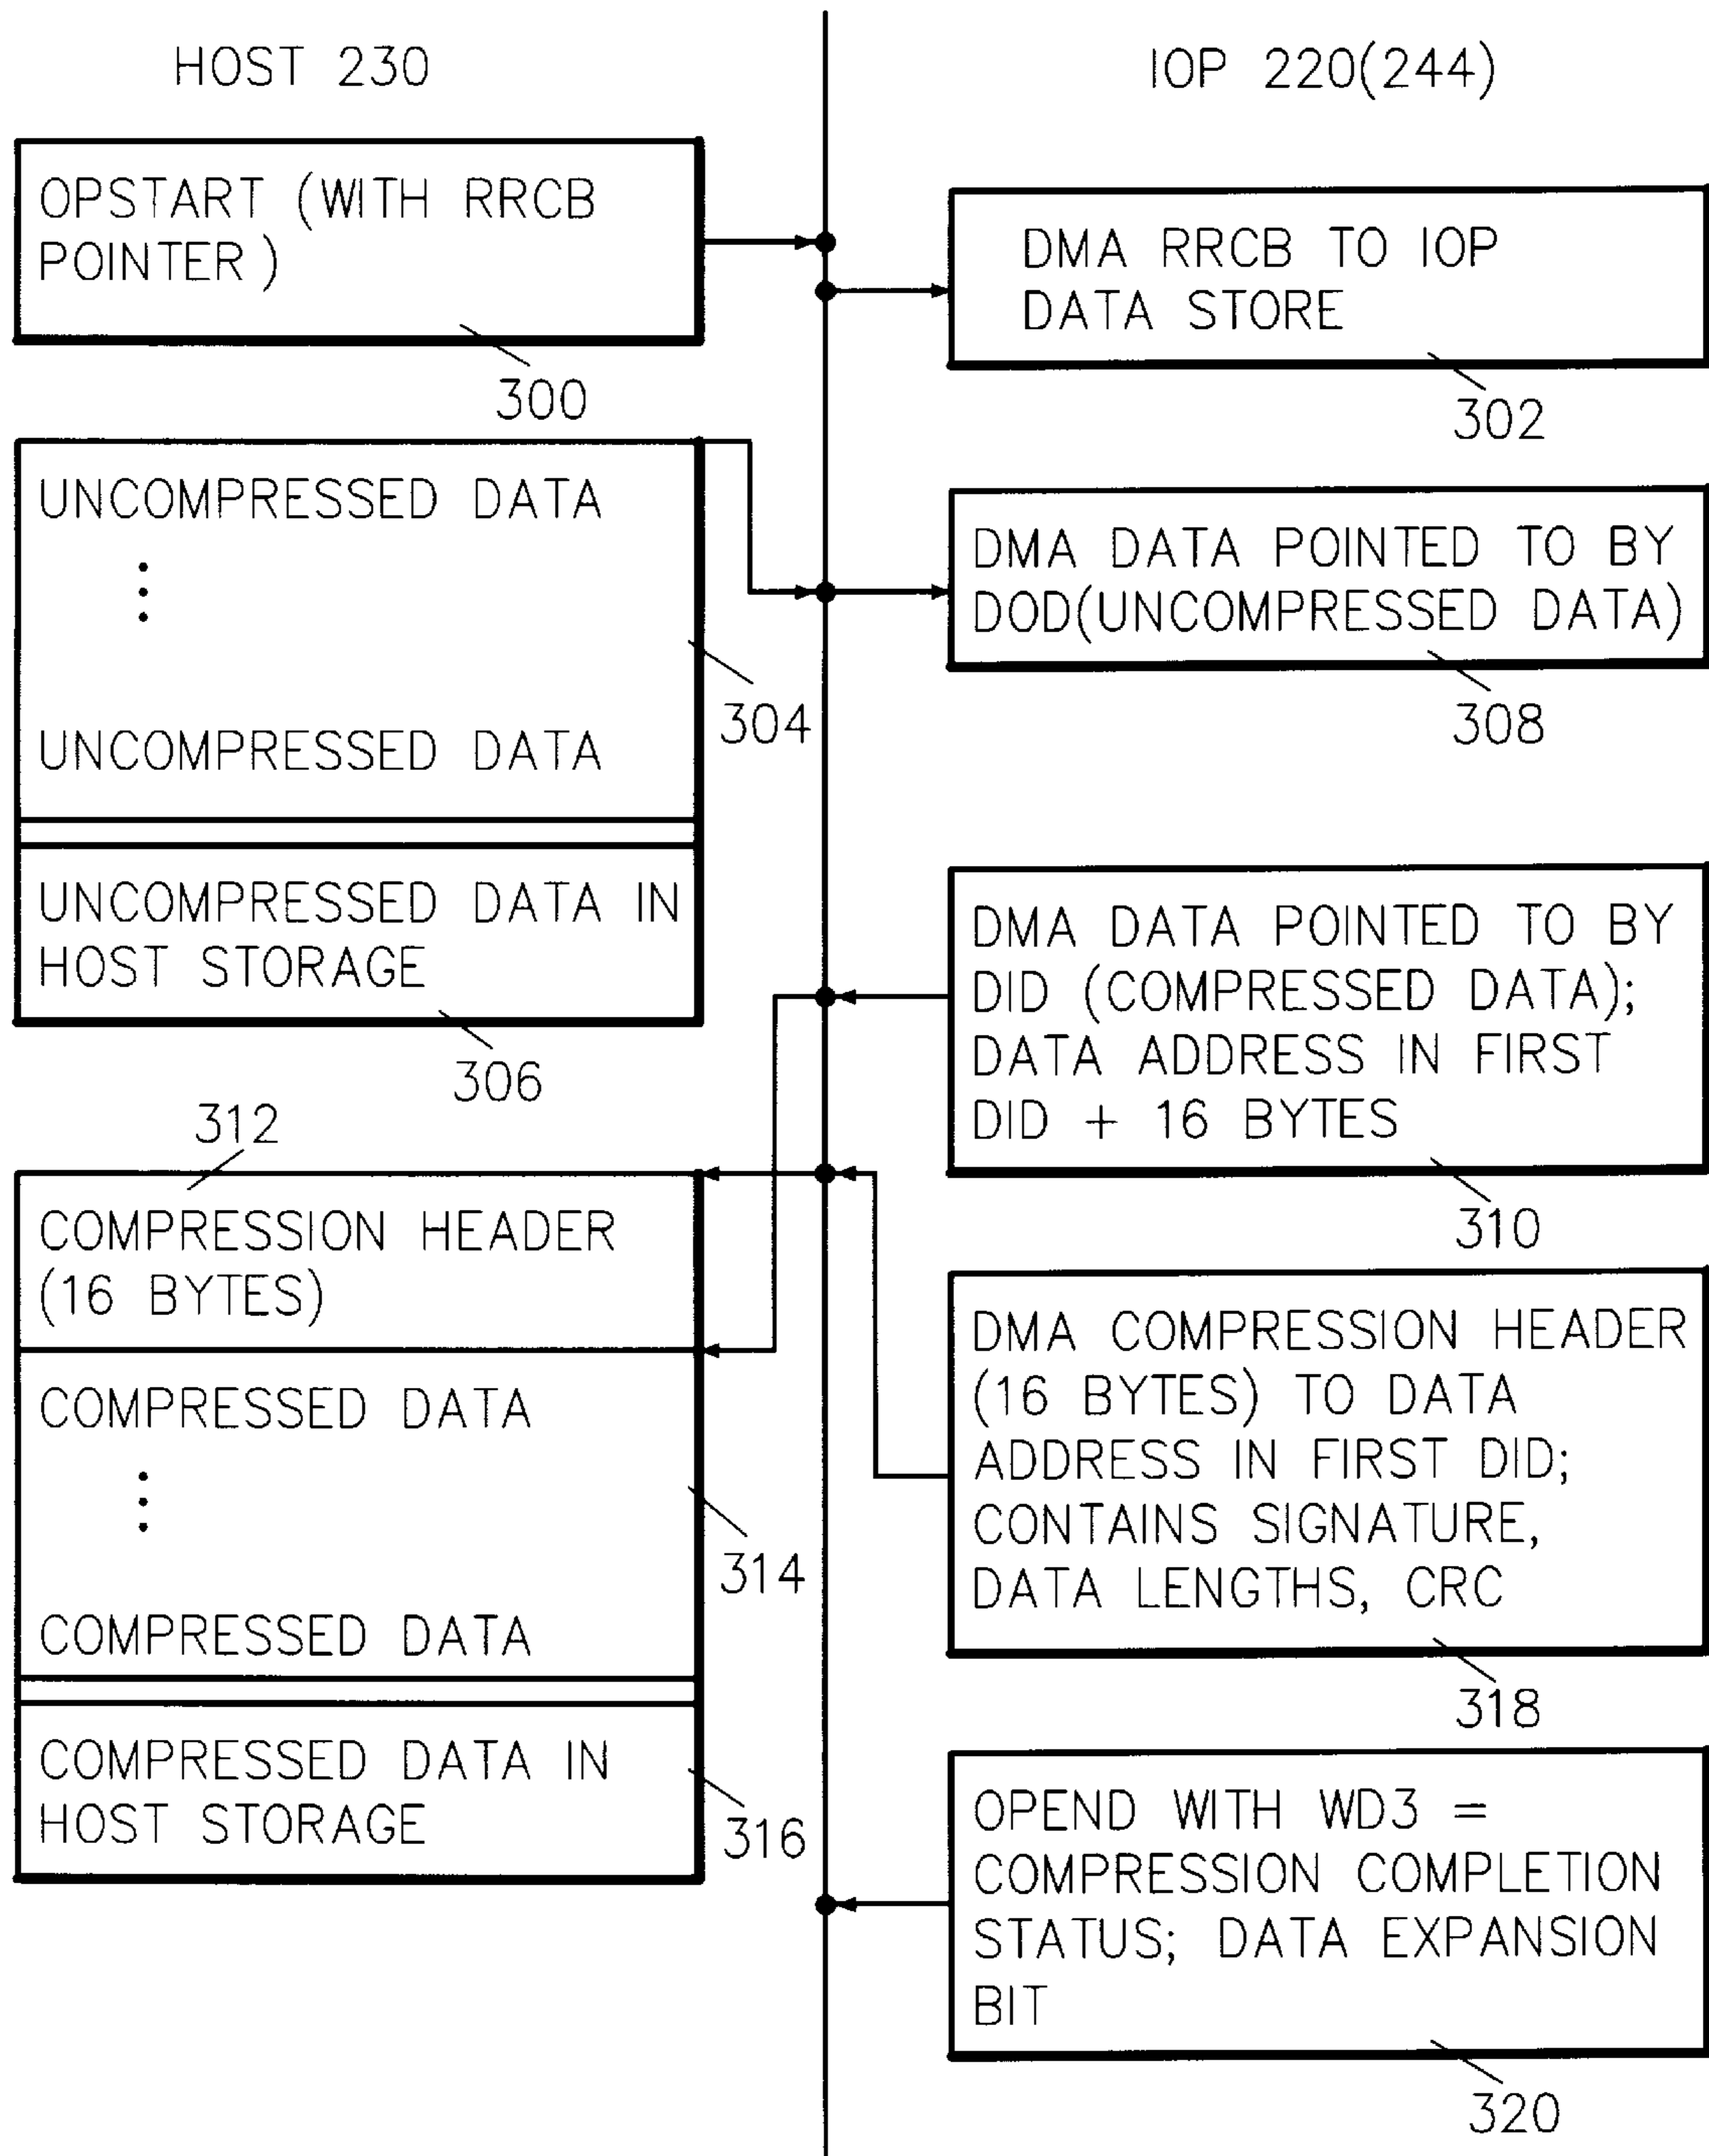 HOST 230
IOP 220(244)
OPSTART (WITH RRCB
POINTER)
300
DMA RRCB TO IOP
DATA STORE
302
UNCOMPRESSED DATA
UNCOMPRESSED DATA
304
UNCOMPRESSED DATA IN
HOST STORAGE
306
DMA DATA POINTED TO BY
DOD(UNCOMPRESSED DATA)
308
DMA DATA POINTED TO BY
DID (COMPRESSED DATA);
DATA ADDRESS IN FIRST
DID + 16 BYTES
310
312
COMPRESSION HEADER
(16 BYTES)
COMPRESSED DATA
COMPRESSED DATA
314
COMPRESSED DATA IN
HOST STORAGE
316
DMA COMPRESSION HEADER
(16 BYTES) TO DATA
ADDRESS IN FIRST DID;
CONTAINS SIGNATURE,
DATA LENGTHS, CRC
318
OPEND WITH WD3 =
COMPRESSION COMPLETION
STATUS; DATA EXPANSION
BIT
320